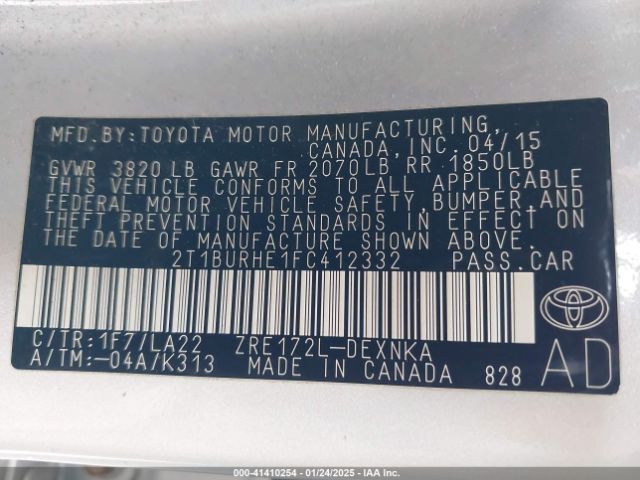 MFD.BY:TOYOTA MOTOR MANUFACTURING,
CANADA,INC.04/15
GVWR 3820 LB GAWR FR 2070LB RR 1850LB
THIS VEHICLE CONFORMS TO ALL APPLICABLE
FEDERAL MOTOR VEHICLE SAFETY, BUMPER,AND
THEFT PREVENTION STANDARDS IN EFFECT ON
THE DATE OF MANUFACTURE SHOWN ABOVE.
2T1BURHE1FC412332 PASS.CAR
C/TR:1F7/LA22 ZRE172L-DEXNKA
A/TM:-04A/K313 MADE IN CANADA 828 AD
000-41410254 - 01/24/2025 - IAA, Inc.